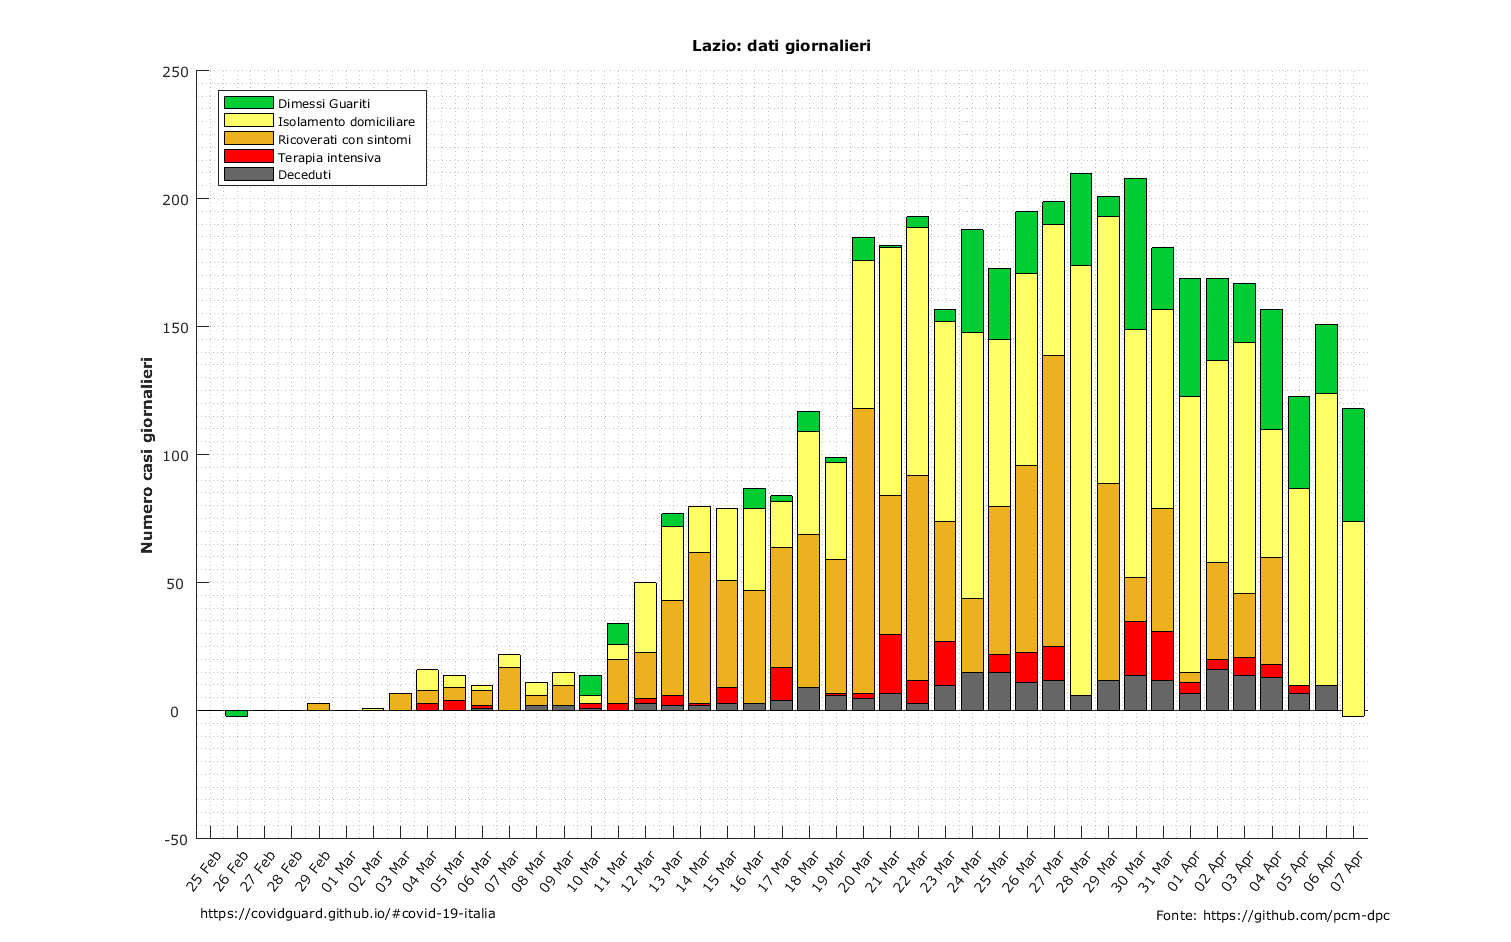 Lazio: dati giornalieri
250
200
150
100
50
0
-50
Numero casi giornalieri
Dimessi Guariti
Isolamento domiciliare
Ricoverati con sintomi
Terapia intensiva
Deceduti
25 Feb
26 Feb
27 Feb
28 Feb
29 Feb
01 Mar
02 Mar
03 Mar
04 Mar
05 Mar
06 Mar
07 Mar
08 Mar
09 Mar
10 Mar
11 Mar
12 Mar
13 Mar
14 Mar
15 Mar
16 Mar
17 Mar
18 Mar
19 Mar
20 Mar
21 Mar
22 Mar
23 Mar
24 Mar
25 Mar
26 Mar
27 Mar
28 Mar
29 Mar
30 Mar
31 Mar
01 Apr
02 Apr
03 Apr
04 Apr
05 Apr
06 Apr
07 Apr
https://covidguard.github.io/#covid-19-italia
Fonte: https://github.com/pcm-dpc